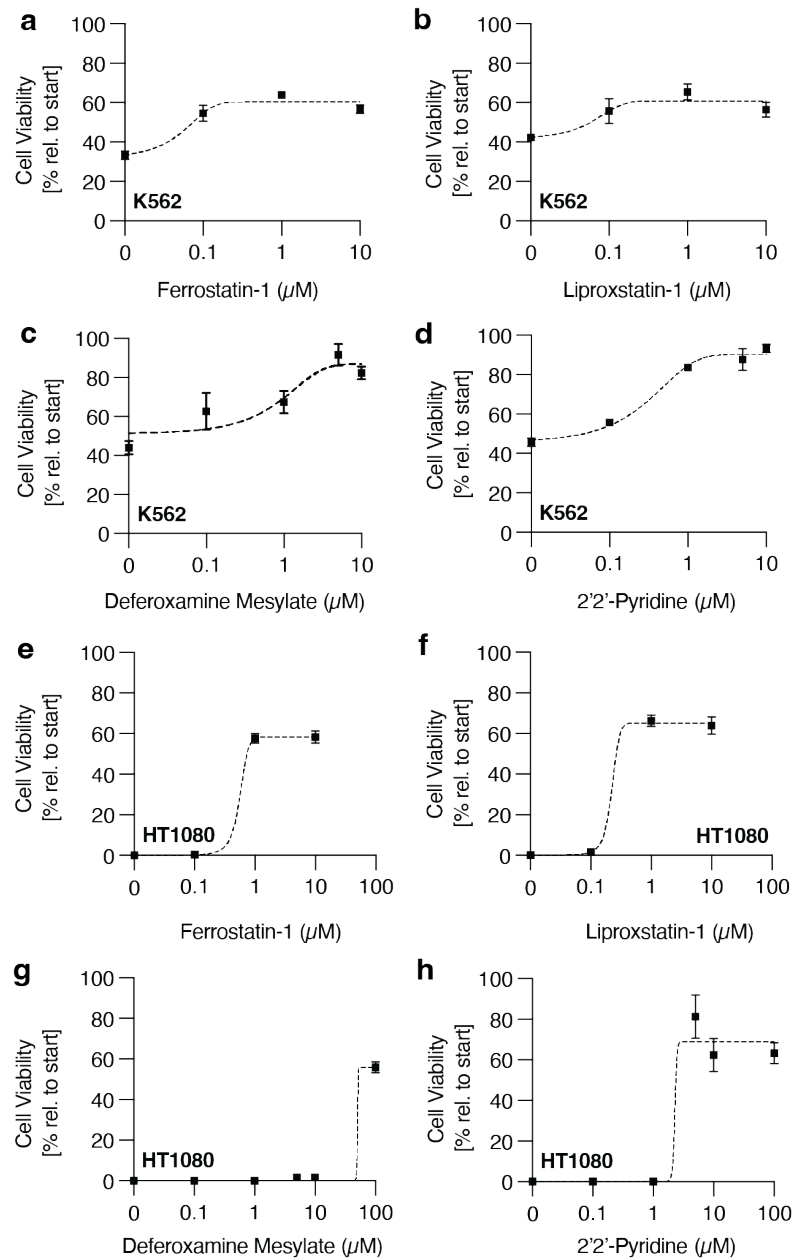 a
100
80
60
40
20
0
Cell Viability
[% rel. to start]
K562
0 0.1 1 10
Ferrostatin-1 (µM)
b
100
80
60
40
20
0
Cell Viability
[% rel. to start]
K562
0 0.1 1 10
Liproxstatin-1 (µM)
c
100
80
60
40
20
0
Cell Viability
[% rel. to start]
K562
0 0.1 1 10
Deferoxamine Mesylate (µM)
d
100
80
60
40
20
0
Cell Viability
[% rel. to start]
K562
0 0.1 1 10
2'2'-Pyridine (µM)
e
100
80
60
40
20
0
Cell Viability
[% rel. to start]
HT1080
0 0.1 1 10 100
Ferrostatin-1 (µM)
f
100
80
60
40
20
0
Cell Viability
[% rel. to start]
HT1080
0 0.1 1 10 100
Liproxstatin-1 (µM)
g
100
80
60
40
20
0
Cell Viability
[% rel. to start]
HT1080
0 0.1 1 10 100
Deferoxamine Mesylate (µM)
h
100
80
60
40
20
0
Cell Viability
[% rel. to start]
HT1080
0 0.1 1 10 100
2'2'-Pyridine (µM)